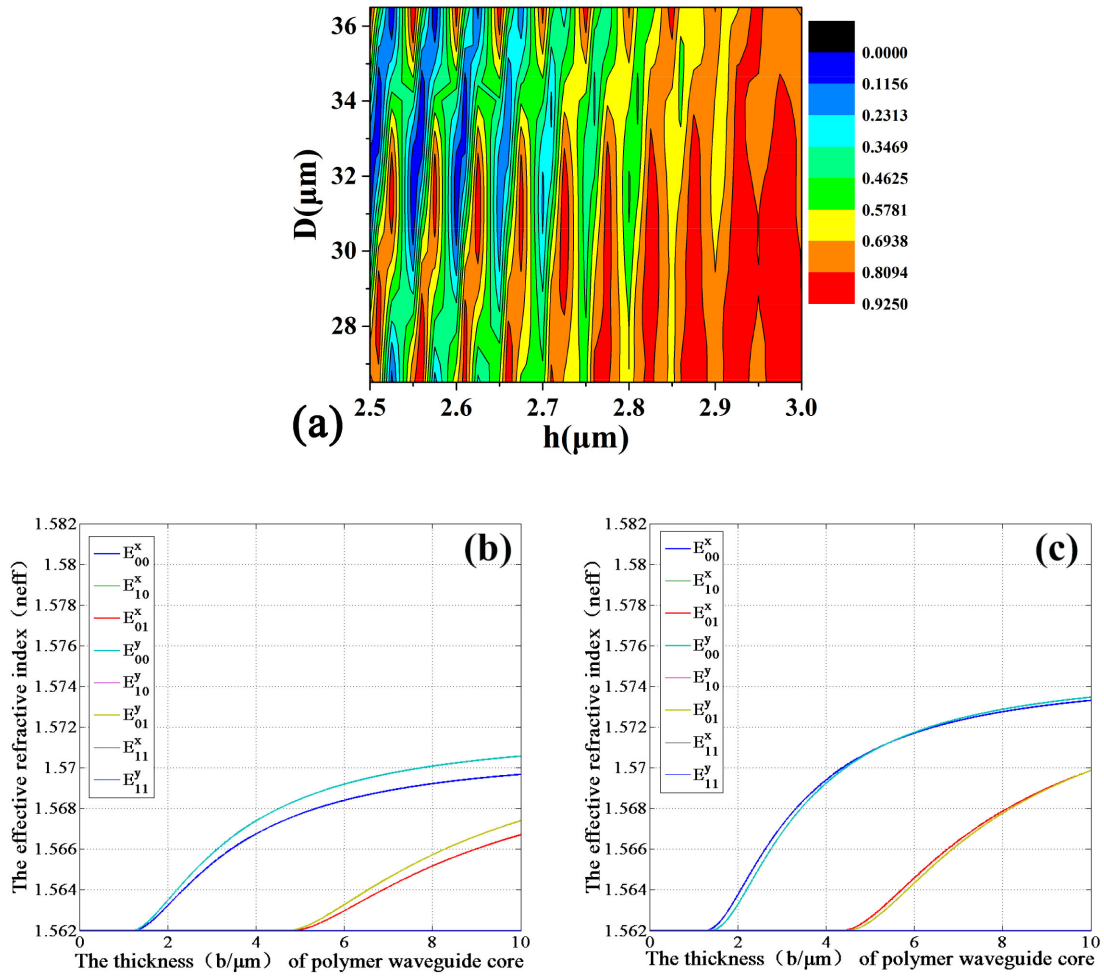 36
34
32
30
28
D(μm)
2.5 2.6 2.7 2.8 2.9 3.0
h(μm)
(a)
0.0000
0.1156
0.2313
0.3469
0.4625
0.5781
0.6938
0.8094
0.9250
(b)
The effective refractive index（neff）
1.582
1.58
1.578
1.576
1.574
1.572
1.57
1.568
1.566
1.564
1.562
E^x_00
E^x_10
E^x_01
E^y_00
E^y_10
E^y_01
E^x_11
E^y_11
0 2 4 6 8 10
The thickness（b/μm） of polymer waveguide core
(c)
The effective refractive index（neff）
1.582
1.58
1.578
1.576
1.574
1.572
1.57
1.568
1.566
1.564
1.562
E^x_00
E^x_10
E^x_01
E^y_00
E^y_10
E^y_01
E^x_11
E^y_11
0 2 4 6 8 10
The thickness（b/μm） of polymer waveguide core